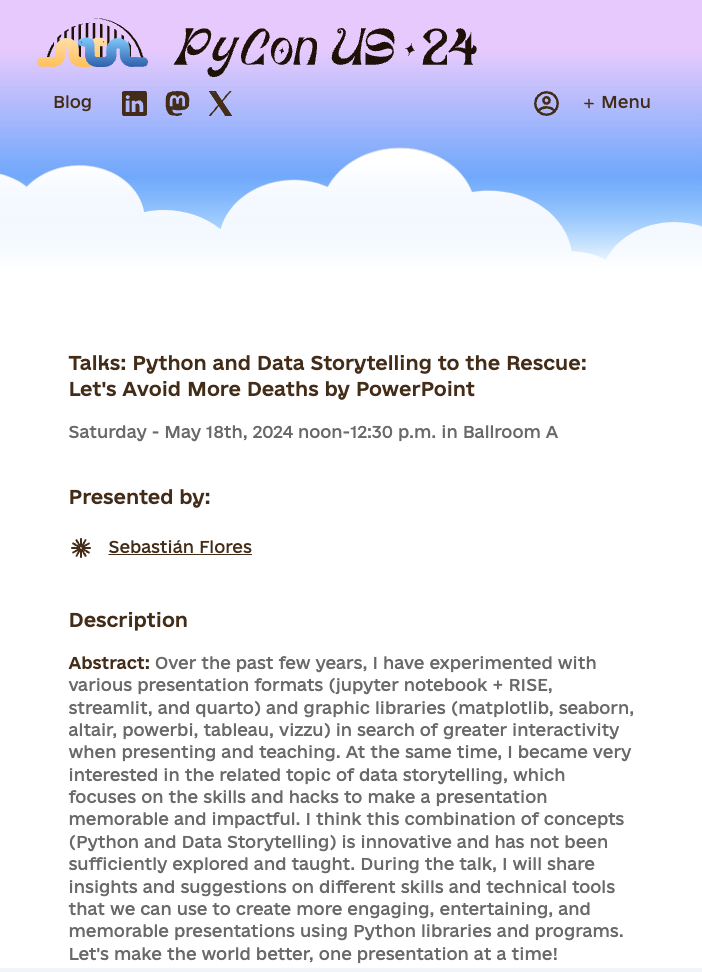 PyCon US ✦ 24
Blog
+ Menu
Talks: Python and Data Storytelling to the Rescue:
Let's Avoid More Deaths by PowerPoint
Saturday - May 18th, 2024 noon-12:30 p.m. in Ballroom A
Presented by:
Sebastián Flores
Description
Abstract: Over the past few years, I have experimented with
various presentation formats (jupyter notebook + RISE,
streamlit, and quarto) and graphic libraries (matplotlib, seaborn,
altair, powerbi, tableau, vizzu) in search of greater interactivity
when presenting and teaching. At the same time, I became very
interested in the related topic of data storytelling, which
focuses on the skills and hacks to make a presentation
memorable and impactful. I think this combination of concepts
(Python and Data Storytelling) is innovative and has not been
sufficiently explored and taught. During the talk, I will share
insights and suggestions on different skills and technical tools
that we can use to create more engaging, entertaining, and
memorable presentations using Python libraries and programs.
Let's make the world better, one presentation at a time!